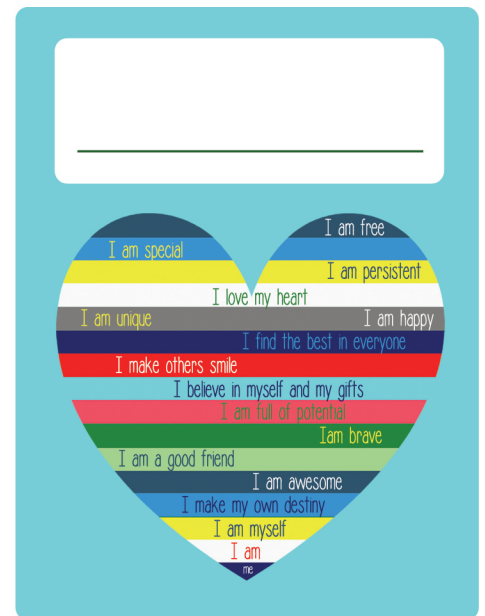 I am free
I am special
I am persistent
I love my heart
I am unique I am happy
I find the best in everyone
I make others smile
I believe in myself and my gifts
I am full of potential
Iam brave
I am a good friend
I am awesome
I make my own destiny
I am myself
I am
me